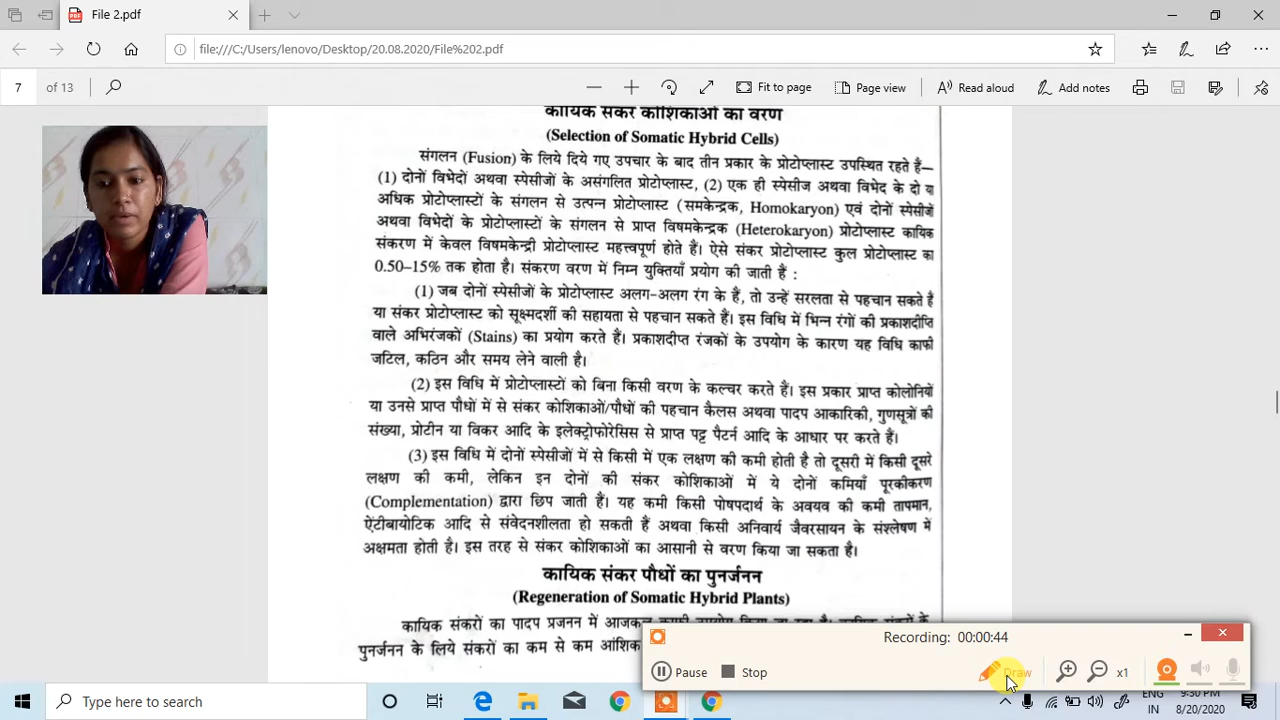 File 2.pdf
file:///C:/Users/lenovo/Desktop/20.08.2020/File%202.pdf
7 of 13
Fit to page
Page view
Read aloud
Add notes
कायिक संकर कोशिकाओं का वरण
(Selection of Somatic Hybrid Cells)
संगलन (Fusion) के लिये दिये गए उपचार के बाद तीन प्रकार के प्रोटोप्लास्ट उपस्थित रहते हैं—
(1) दोनों विभेदों अथवा स्पेसीजों के असंगलित प्रोटोप्लास्ट, (2) एक ही स्पेसीज अथवा विभेद के दो या
अधिक प्रोटोप्लास्टों के संगलन से उत्पन्न प्रोटोप्लास्ट (समकेन्द्रक, Homokaryon) एवं दोनों स्पेसीजों
अथवा विभेदों के प्रोटोप्लास्टों के संगलन से प्राप्त विषमकेन्द्रक (Heterokaryon) प्रोटोप्लास्ट कायिक
संकरण में केवल विषमकेन्द्री प्रोटोप्लास्ट महत्त्वपूर्ण होते हैं। ऐसे संकर प्रोटोप्लास्ट कुल प्रोटोप्लास्ट का
0.50–15% तक होता है। संकरण वरण में निम्न युक्तियाँ प्रयोग की जाती हैं :
(1) जब दोनों स्पेसीजों के प्रोटोप्लास्ट अलग-अलग रंग के हैं, तो उन्हें सरलता से पहचान सकते हैं
या संकर प्रोटोप्लास्ट को सूक्ष्मदर्शी की सहायता से पहचान सकते हैं। इस विधि में भिन्न रंगों की प्रकाशदीप्ति
वाले अभिरंजकों (Stains) का प्रयोग करते हैं। प्रकाशदीप्त रंजकों के उपयोग के कारण यह विधि काफी
जटिल, कठिन और समय लेने वाली है।
(2) इस विधि में प्रोटोप्लास्टों को बिना किसी वरण के कल्चर करते हैं। इस प्रकार प्राप्त कोलोनियों
या उनसे प्राप्त पौधों में से संकर कोशिकाओं/पौधों की पहचान कैलस अथवा पादप आकारिकी, गुणसूत्रों की
संख्या, प्रोटीन या विकर आदि के इलेक्ट्रोफोरेसिस से प्राप्त पट्ट पैटर्न आदि के आधार पर करते हैं।
(3) इस विधि में दोनों स्पेसीजों में से किसी में एक लक्षण की कमी होती है तो दूसरी में किसी दूसरे
लक्षण की कमी, लेकिन इन दोनों की संकर कोशिकाओं में ये दोनों कमियाँ पूरकीकरण
(Complementation) द्वारा छिप जाती हैं। यह कमी किसी पोषपदार्थ के अवयव की कमी तापमान,
ऐंटीबायोटिक आदि से संवेदनशीलता हो सकती हैं अथवा किसी अनिवार्य जैवरसायन के संश्लेषण में
अक्षमता होती है। इस तरह से संकर कोशिकाओं का आसानी से वरण किया जा सकता है।
कायिक संकर पौधों का पुनर्जनन
(Regeneration of Somatic Hybrid Plants)
कायिक संकरों का पादप प्रजनन में आजकल
पुनर्जनन के लिये संकरों का कम से कम आंशिक
Recording: 00:00:44
Pause
Stop
Draw
x1
Type here to search
ENG
IN
9:30 PM
8/20/2020